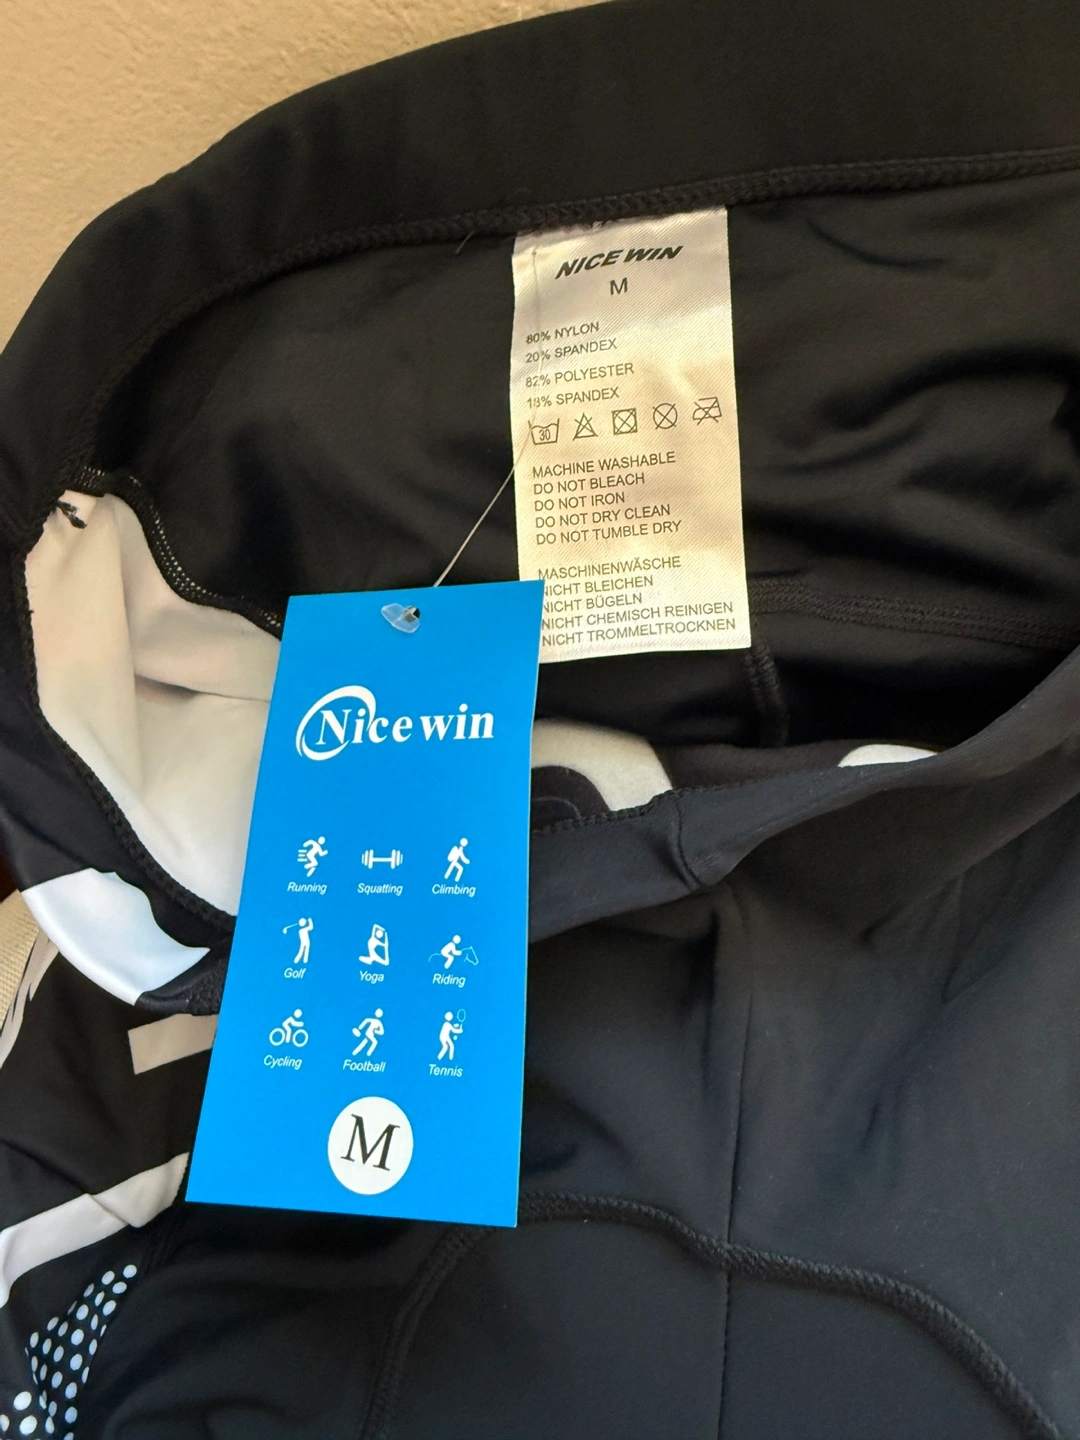 NICE WIN
M
80% NYLON
20% SPANDEX
82% POLYESTER
18% SPANDEX
30
MACHINE WASHABLE
DO NOT BLEACH
DO NOT IRON
DO NOT DRY CLEAN
DO NOT TUMBLE DRY
MASCHINENWÄSCHE
NICHT BLEICHEN
NICHT BÜGELN
NICHT CHEMISCH REINIGEN
NICHT TROMMELTROCKNEN
Nicewin
Running Squatting Climbing
Golf Yoga Riding
Cycling Football Tennis
M